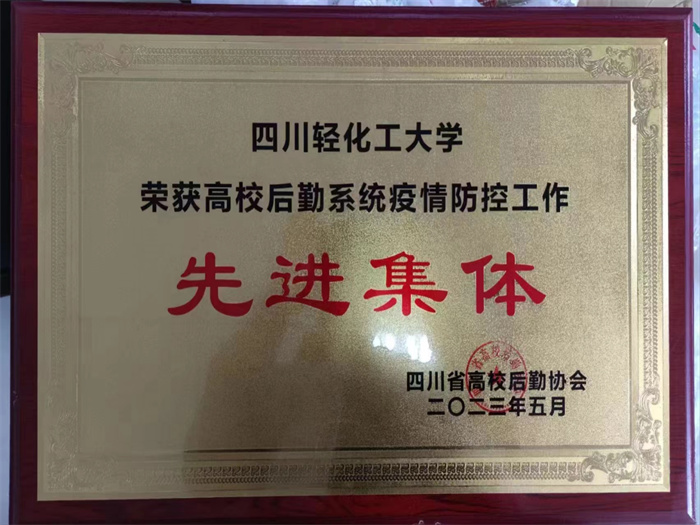 四川轻化工大学
荣获高校后勤系统疫情防控工作
先进集体
四川省高校后勤协会
二〇二三年五月